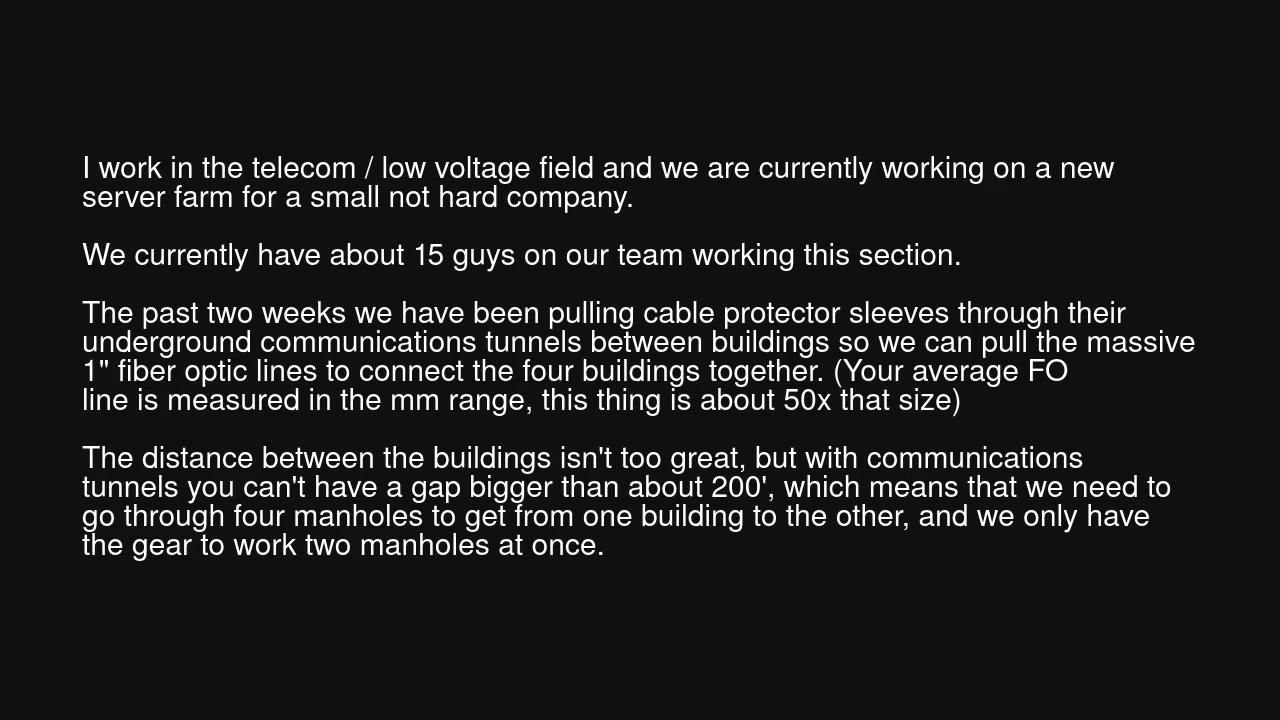 I work in the telecom / low voltage field and we are currently working on a new
server farm for a small not hard company.
We currently have about 15 guys on our team working this section.
The past two weeks we have been pulling cable protector sleeves through their
underground communications tunnels between buildings so we can pull the massive
1" fiber optic lines to connect the four buildings together. (Your average FO
line is measured in the mm range, this thing is about 50x that size)
The distance between the buildings isn't too great, but with communications
tunnels you can't have a gap bigger than about 200', which means that we need to
go through four manholes to get from one building to the other, and we only have
the gear to work two manholes at once.